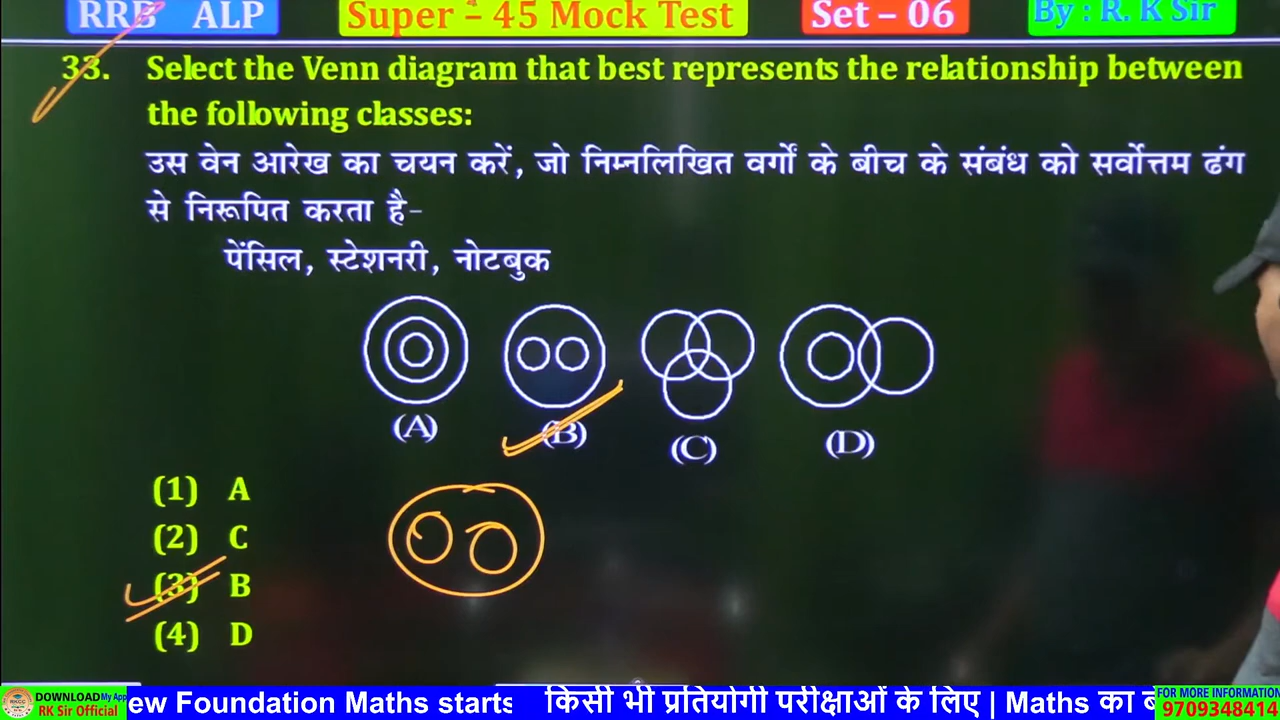 RRB ALP
Super - 45 Mock Test
Set – 06
By : R. K Sir
33. Select the Venn diagram that best represents the relationship between
the following classes:
उस वेन आरेख का चयन करें, जो निम्नलिखित वर्गों के बीच के संबंध को सर्वोत्तम ढंग
से निरूपित करता है-
पेंसिल, स्टेशनरी, नोटबुक
(A) (B) (C) (D)
(1) A
(2) C
(3) B
(4) D
DOWNLOAD My App
RK Sir Official
ew Foundation Maths starts किसी भी प्रतियोगी परीक्षाओं के लिए | Maths का
FOR MORE INFORMATION
9709348414